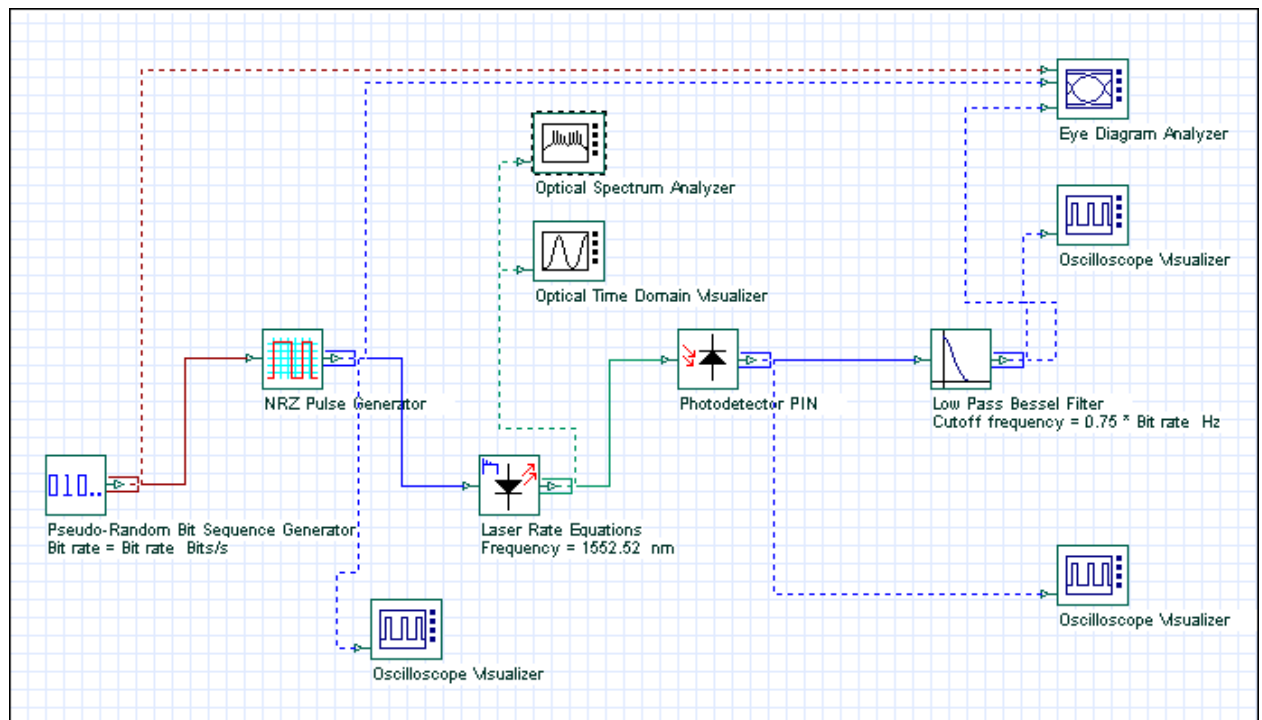 Eye Diagram Analyzer
Optical Spectrum Analyzer
Oscilloscope Visualizer
Optical Time Domain Visualizer
NRZ Pulse Generator
Photodetector PIN
Low Pass Bessel Filter
Cutoff frequency = 0.75 * Bit rate Hz
010..
Pseudo-Random Bit Sequence Generator
Bit rate = Bit rate Bits/s
Laser Rate Equations
Frequency = 1552.52 nm
Oscilloscope Visualizer
Oscilloscope Visualizer